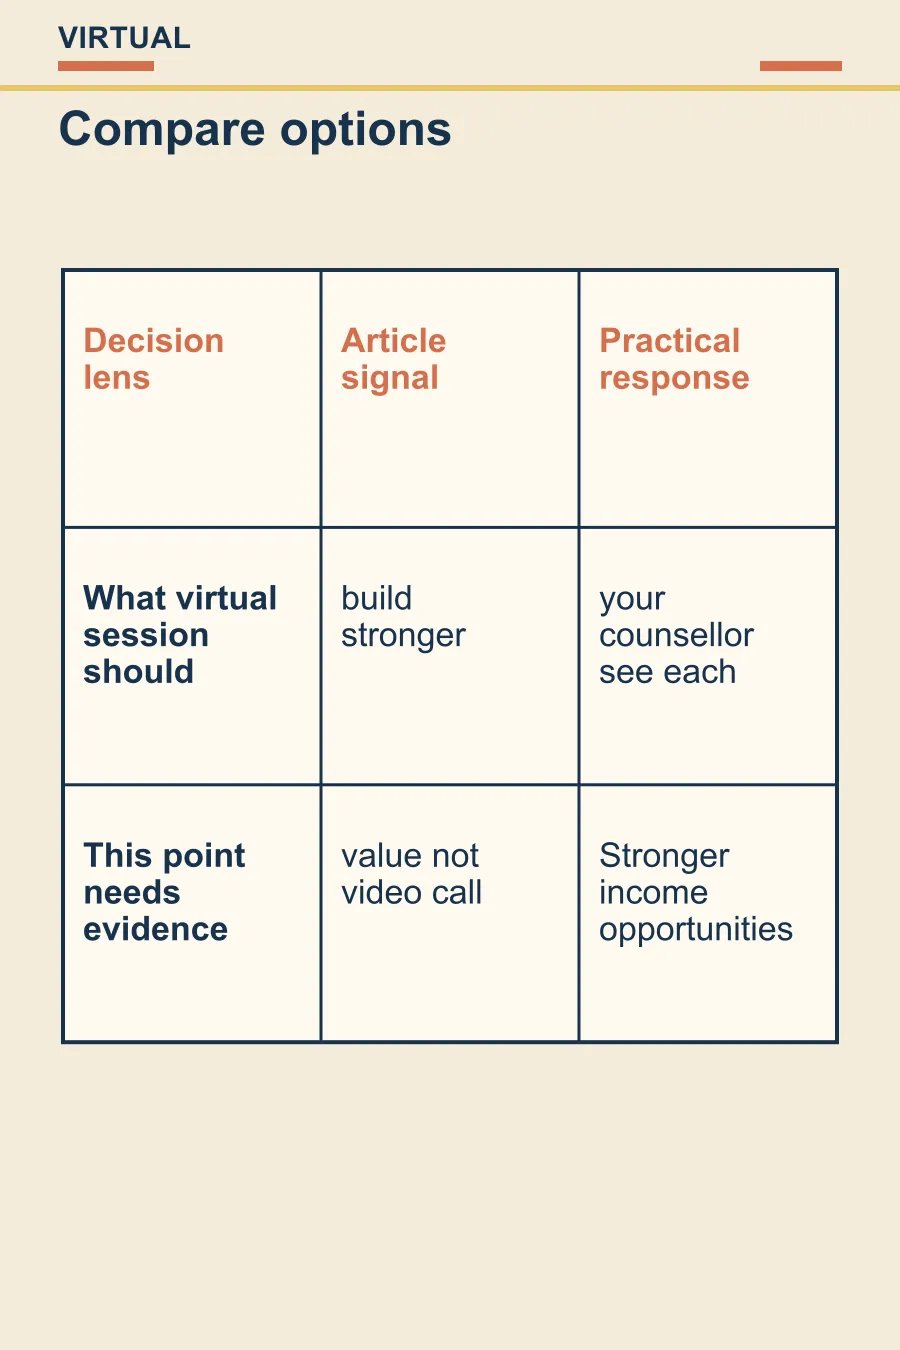 VIRTUAL
Compare options
Decision
lens
Article
signal
Practical
response
What virtual
session
should
build
stronger
your
counsellor
see each
This point
needs
evidence
value not
video call
Stronger
income
opportunities